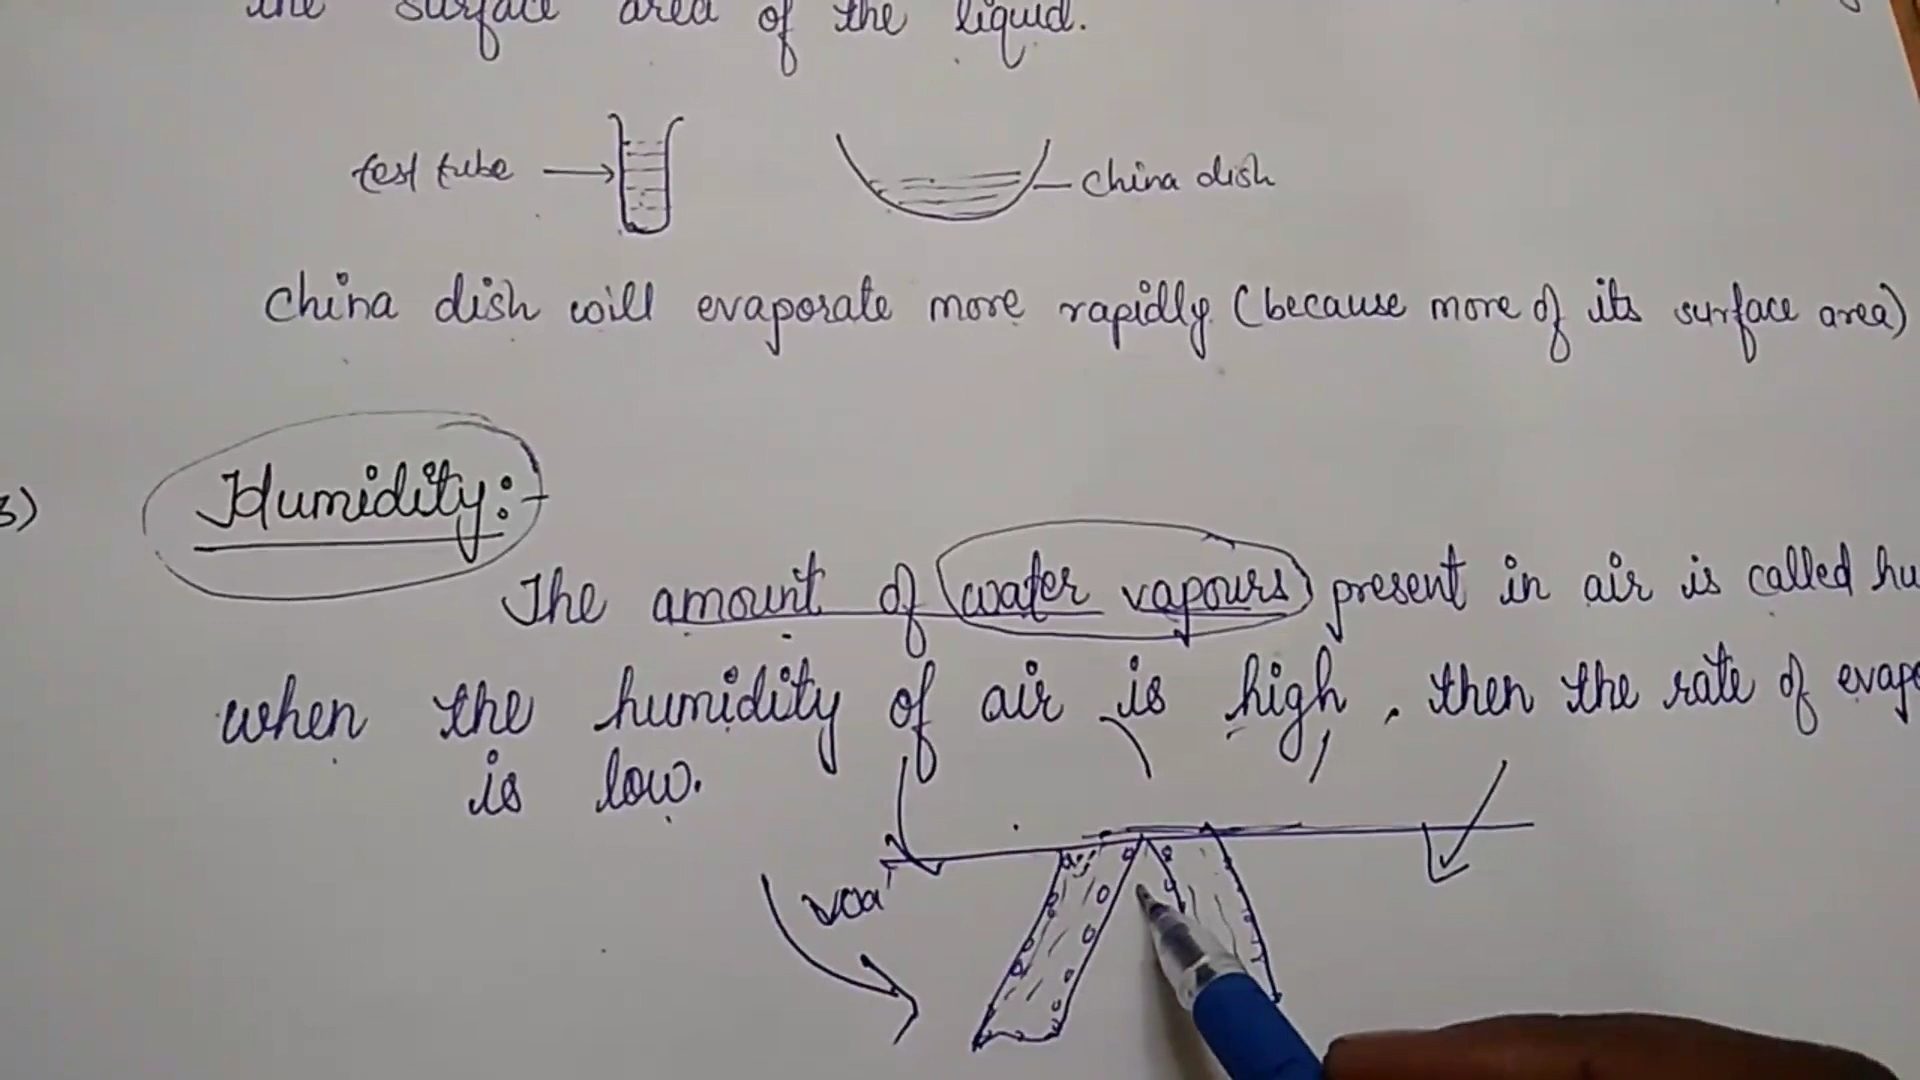 the surface area of the liquid.
test tube
china dish
china dish will evaporate more rapidly (because more of its surface area)
3) Humidity:-
The amount of water vapours present in air is called hu
when the humidity of air is high, then the rate of evapo
is low.